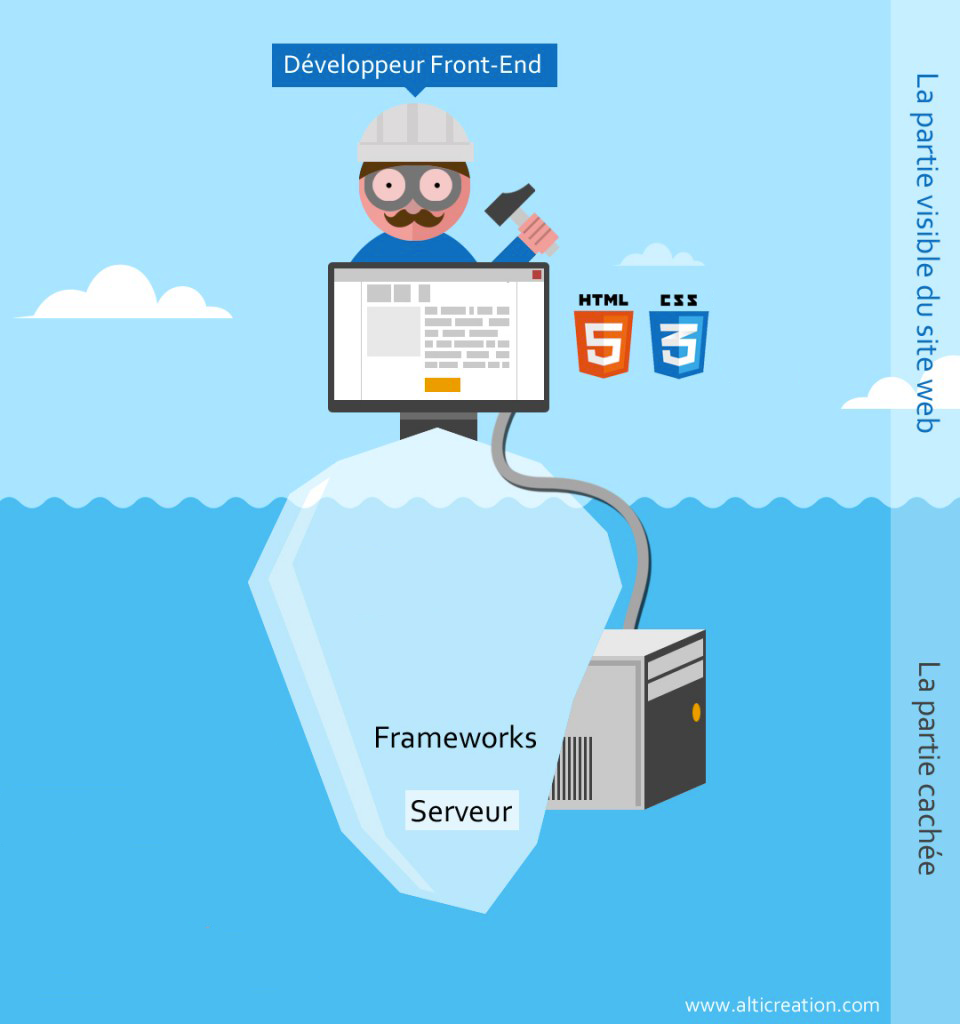 Développeur Front-End
HTML
5
CSS
3
La partie visible du site web
Frameworks
Serveur
La partie cachée
www.alticreation.com